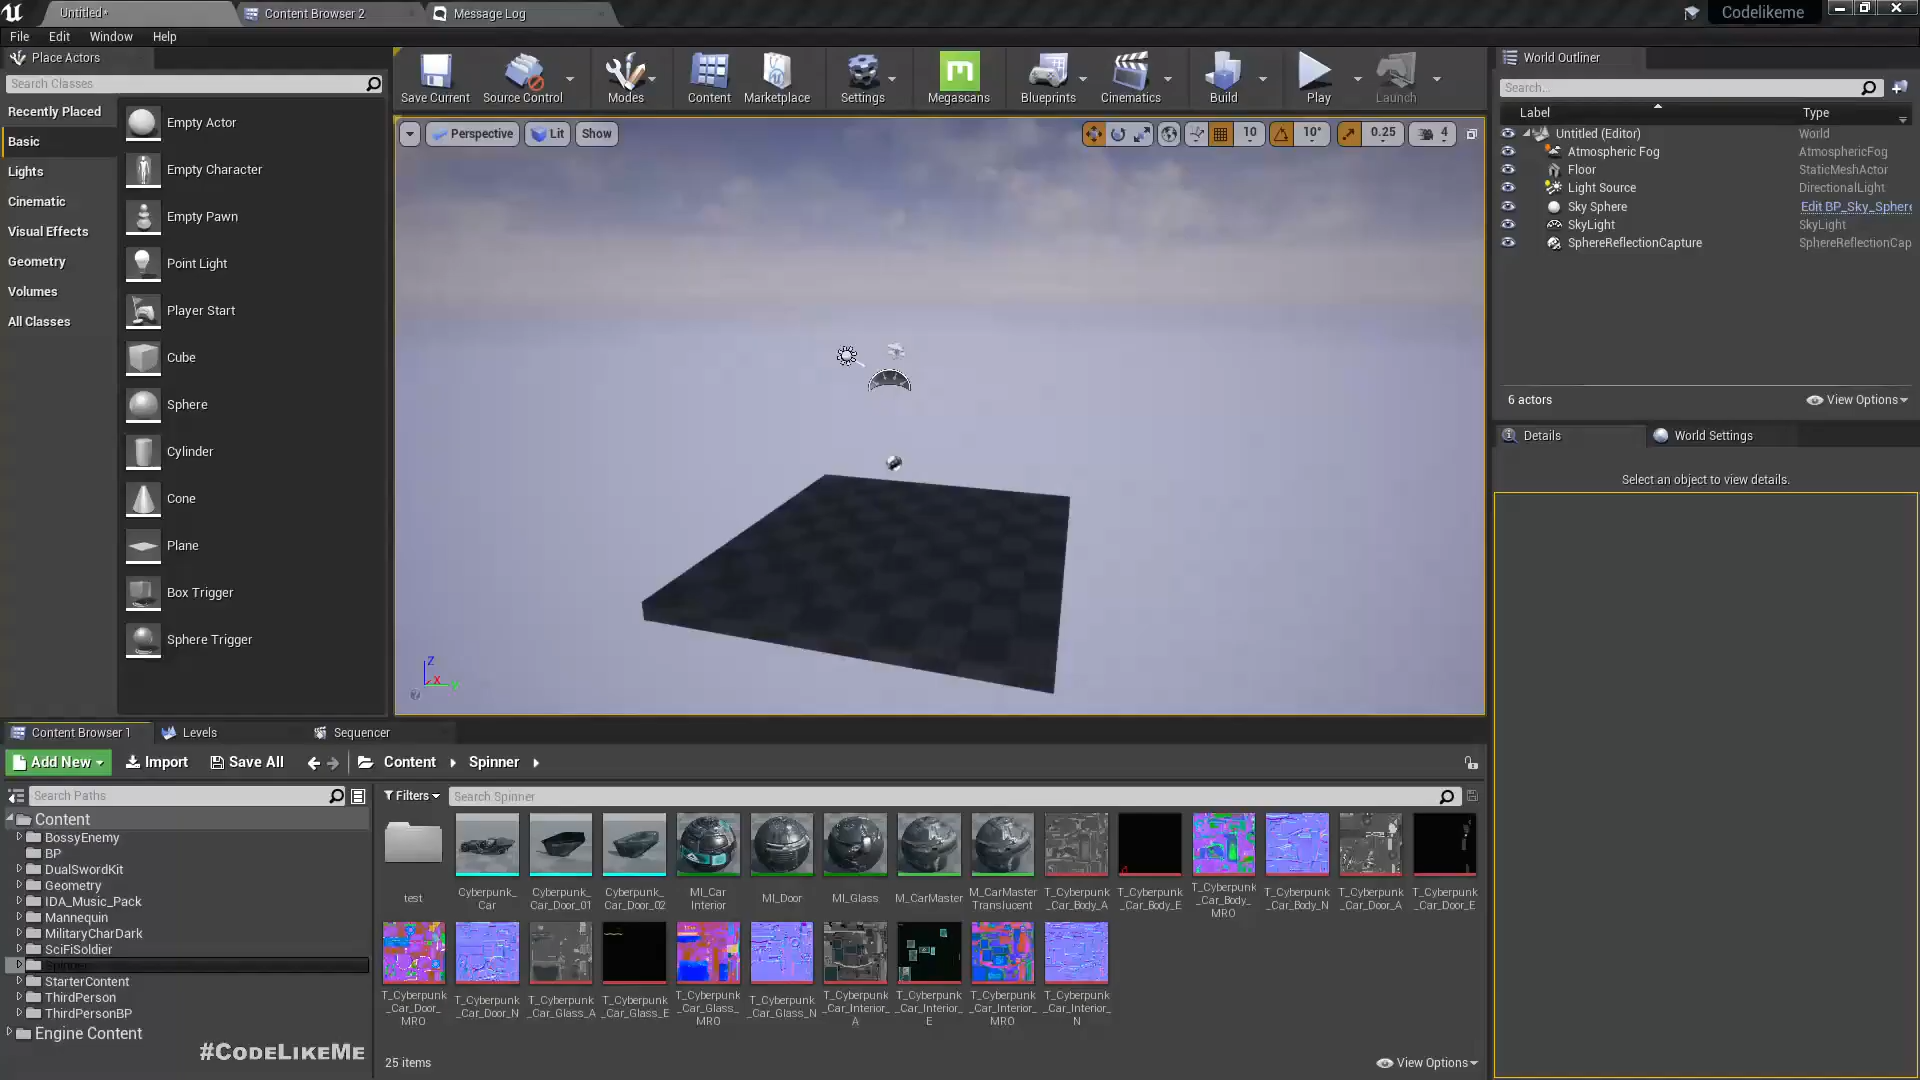 Untitled*
Content Browser 2
Message Log
Codelikeme
File Edit Window Help
Place Actors
Search Classes
Recently Placed
Basic
Lights
Cinematic
Visual Effects
Geometry
Volumes
All Classes
Empty Actor
Empty Character
Empty Pawn
Point Light
Player Start
Cube
Sphere
Cylinder
Cone
Plane
Box Trigger
Sphere Trigger
Save Current
Source Control
Modes
Content
Marketplace
Settings
Megascans
Blueprints
Cinematics
Build
Play
Launch
Perspective
Lit
Show
10
10°
0.25
4
Z
X
World Outliner
Search...
Label Type
Untitled (Editor) World
Atmospheric Fog AtmosphericFog
Floor StaticMeshActor
Light Source DirectionalLight
Sky Sphere Edit BP_Sky_Sphere
SkyLight SkyLight
SphereReflectionCapture SphereReflectionCap
6 actors
View Options
Details
World Settings
Select an object to view details.
Content Browser 1
Levels
Sequencer
Add New
Import
Save All
Content
Spinner
Search Paths
Filters
Search Spinner
Content
BossyEnemy
BP
DualSwordKit
Geometry
IDA_Music_Pack
Mannequin
MilitaryCharDark
SciFiSoldier
Spinner
StarterContent
ThirdPerson
ThirdPersonBP
Engine Content
#CodeLikeMe
test
Cyberpunk_
Car
Cyberpunk_
Car_Door_01
Cyberpunk_
Car_Door_02
MI_Car
Interior
MI_Door
MI_Glass
M_CarMaster
M_CarMaster
Translucent
T_Cyberpunk
_Car_Body_A
T_Cyberpunk
_Car_Body_E
T_Cyberpunk
_Car_Body_
MRO
T_Cyberpunk
_Car_Body_N
T_Cyberpunk
_Car_Door_A
T_Cyberpunk
_Car_Door_E
T_Cyberpunk
_Car_Door_
MRO
T_Cyberpunk
_Car_Door_N
T_Cyberpunk
_Car_Glass_A
T_Cyberpunk
_Car_Glass_E
T_Cyberpunk
_Car_Glass_
MRO
T_Cyberpunk
_Car_Glass_N
T_Cyberpunk
_Car_Interior_
A
T_Cyberpunk
_Car_Interior_
E
T_Cyberpunk
_Car_Interior_
MRO
T_Cyberpunk
_Car_Interior_
N
25 items
View Options